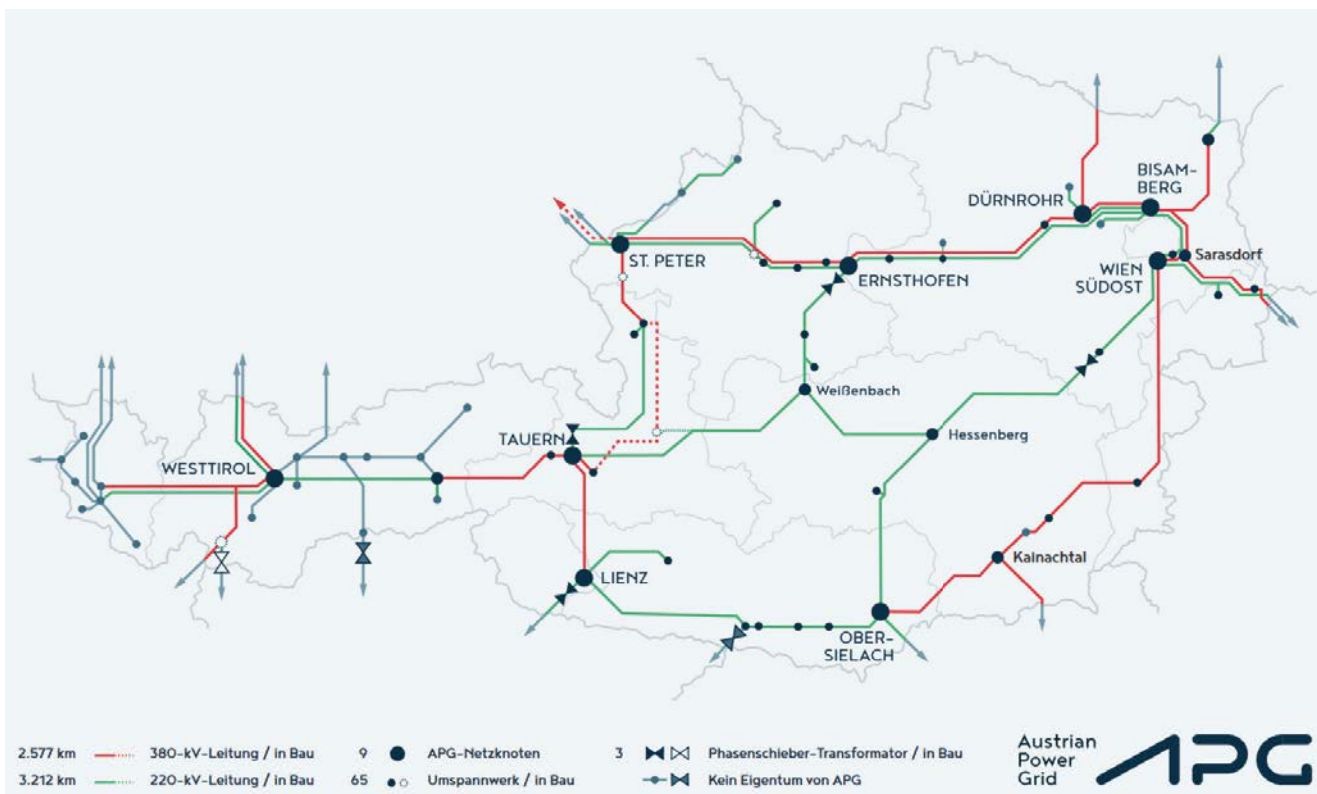 BISAM-
BERG
DÜRNROHR
ST. PETER
ERNSTHOFEN
WIEN
SÜDOST
Sarasdorf
Weißenbach
TAUERN
Hessenberg
WESTTIROL
Kainachtal
LIENZ
OBER-
SIELACH
2.577 km 380-kV-Leitung / in Bau 9 APG-Netzknoten 3 Phasenschieber-Transformator / in Bau
3.212 km 220-kV-Leitung / in Bau 65 Umspannwerk / in Bau Kein Eigentum von APG
Austrian
Power
Grid
APG